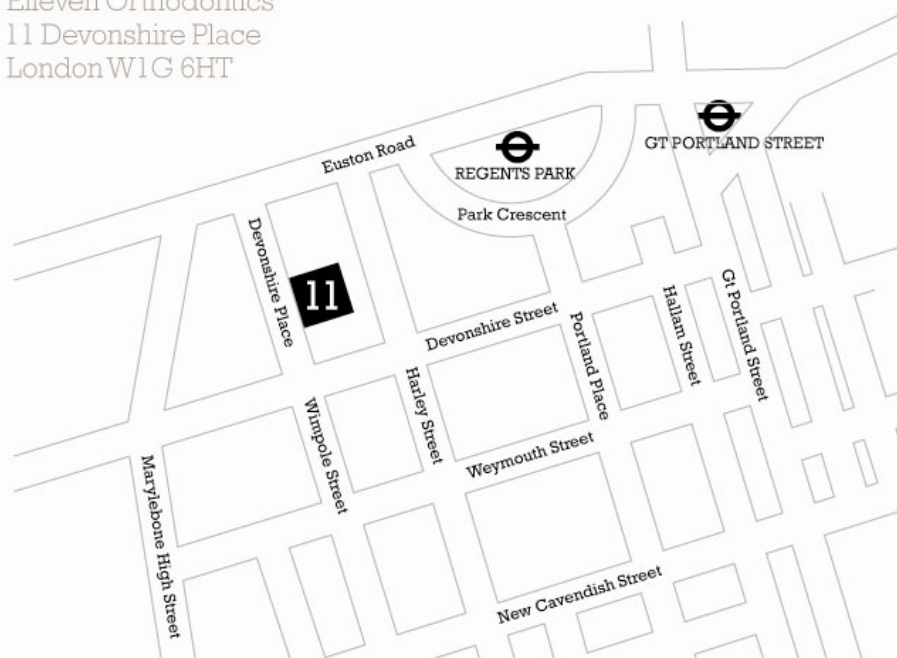 Elleven Orthodontics
11 Devonshire Place
London W1G 6HT
Euston Road
REGENTS PARK
GT PORTLAND STREET
Park Crescent
Devonshire Place
11
Devonshire Street
Portland Place
Hallam Street
Gt Portland Street
Harley Street
Wimpole Street
Weymouth Street
Marylebone High Street
New Cavendish Street